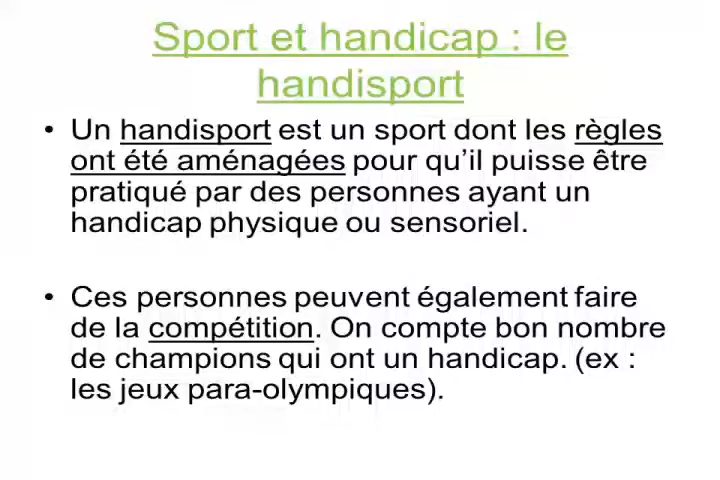 Sport et handicap : le
handisport
• Un handisport est un sport dont les règles
ont été aménagées pour qu’il puisse être
pratiqué par des personnes ayant un
handicap physique ou sensoriel.
• Ces personnes peuvent également faire
de la compétition. On compte bon nombre
de champions qui ont un handicap. (ex :
les jeux para-olympiques).